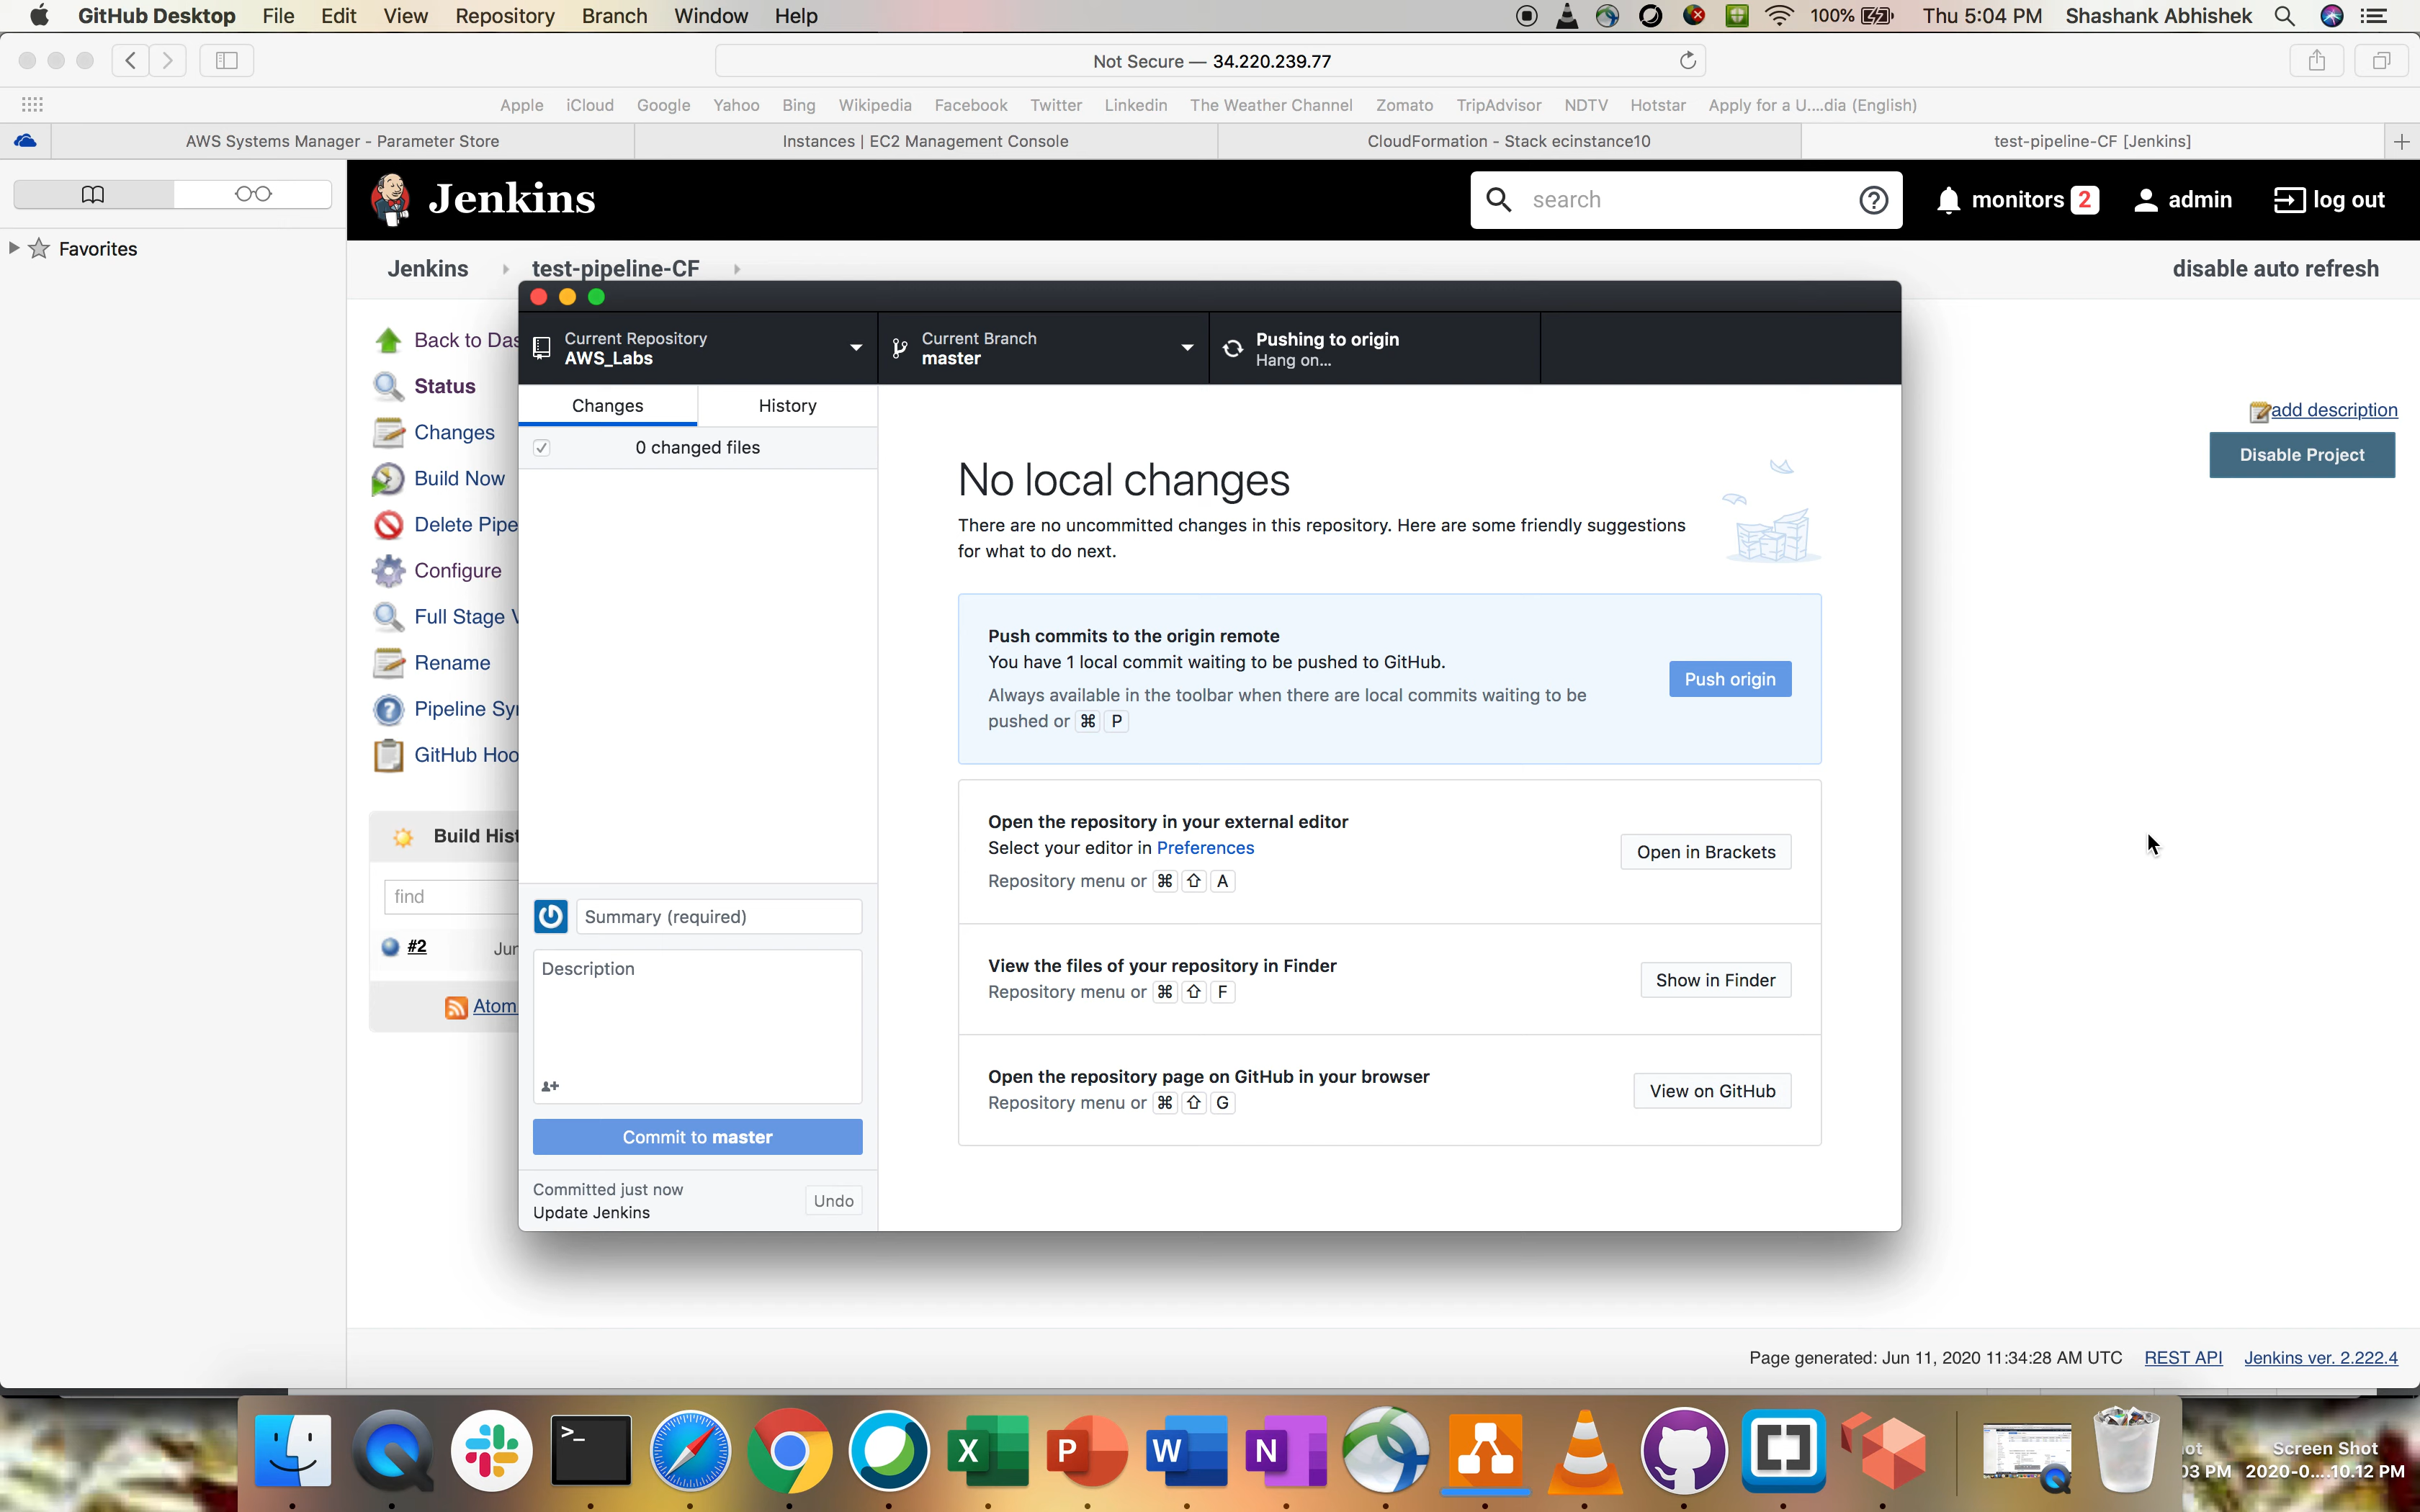 GitHub Desktop File Edit View Repository Branch Window Help 100% Thu 5:04 PM Shashank Abhishek
Not Secure — 34.220.239.77
Apple iCloud Google Yahoo Bing Wikipedia Facebook Twitter Linkedin The Weather Channel Zomato TripAdvisor NDTV Hotstar Apply for a U....dia (English)
AWS Systems Manager - Parameter Store Instances | EC2 Management Console CloudFormation - Stack ecinstance10 test-pipeline-CF [Jenkins]
Jenkins search monitors 2 admin log out
Favorites
Jenkins test-pipeline-CF disable auto refresh
Back to Das
Status
Changes
Build Now
Delete Pipe
Configure
Full Stage V
Rename
Pipeline Syn
GitHub Hoo
Build Hist
find
#2 Jun
Atom
add description
Disable Project
Current Repository
AWS_Labs
Current Branch
master
Pushing to origin
Hang on...
Changes History
0 changed files
No local changes
There are no uncommitted changes in this repository. Here are some friendly suggestions
for what to do next.
Push commits to the origin remote
You have 1 local commit waiting to be pushed to GitHub.
Always available in the toolbar when there are local commits waiting to be
pushed or ⌘ P
Push origin
Open the repository in your external editor
Select your editor in Preferences
Repository menu or ⌘ ⇧ A
Open in Brackets
View the files of your repository in Finder
Repository menu or ⌘ ⇧ F
Show in Finder
Open the repository page on GitHub in your browser
Repository menu or ⌘ ⇧ G
View on GitHub
Summary (required)
Description
Commit to master
Committed just now
Update Jenkins
Undo
Page generated: Jun 11, 2020 11:34:28 AM UTC REST API Jenkins ver. 2.222.4
>_ X P W N
ot Screen Shot
03 PM 2020-0....10.12 PM